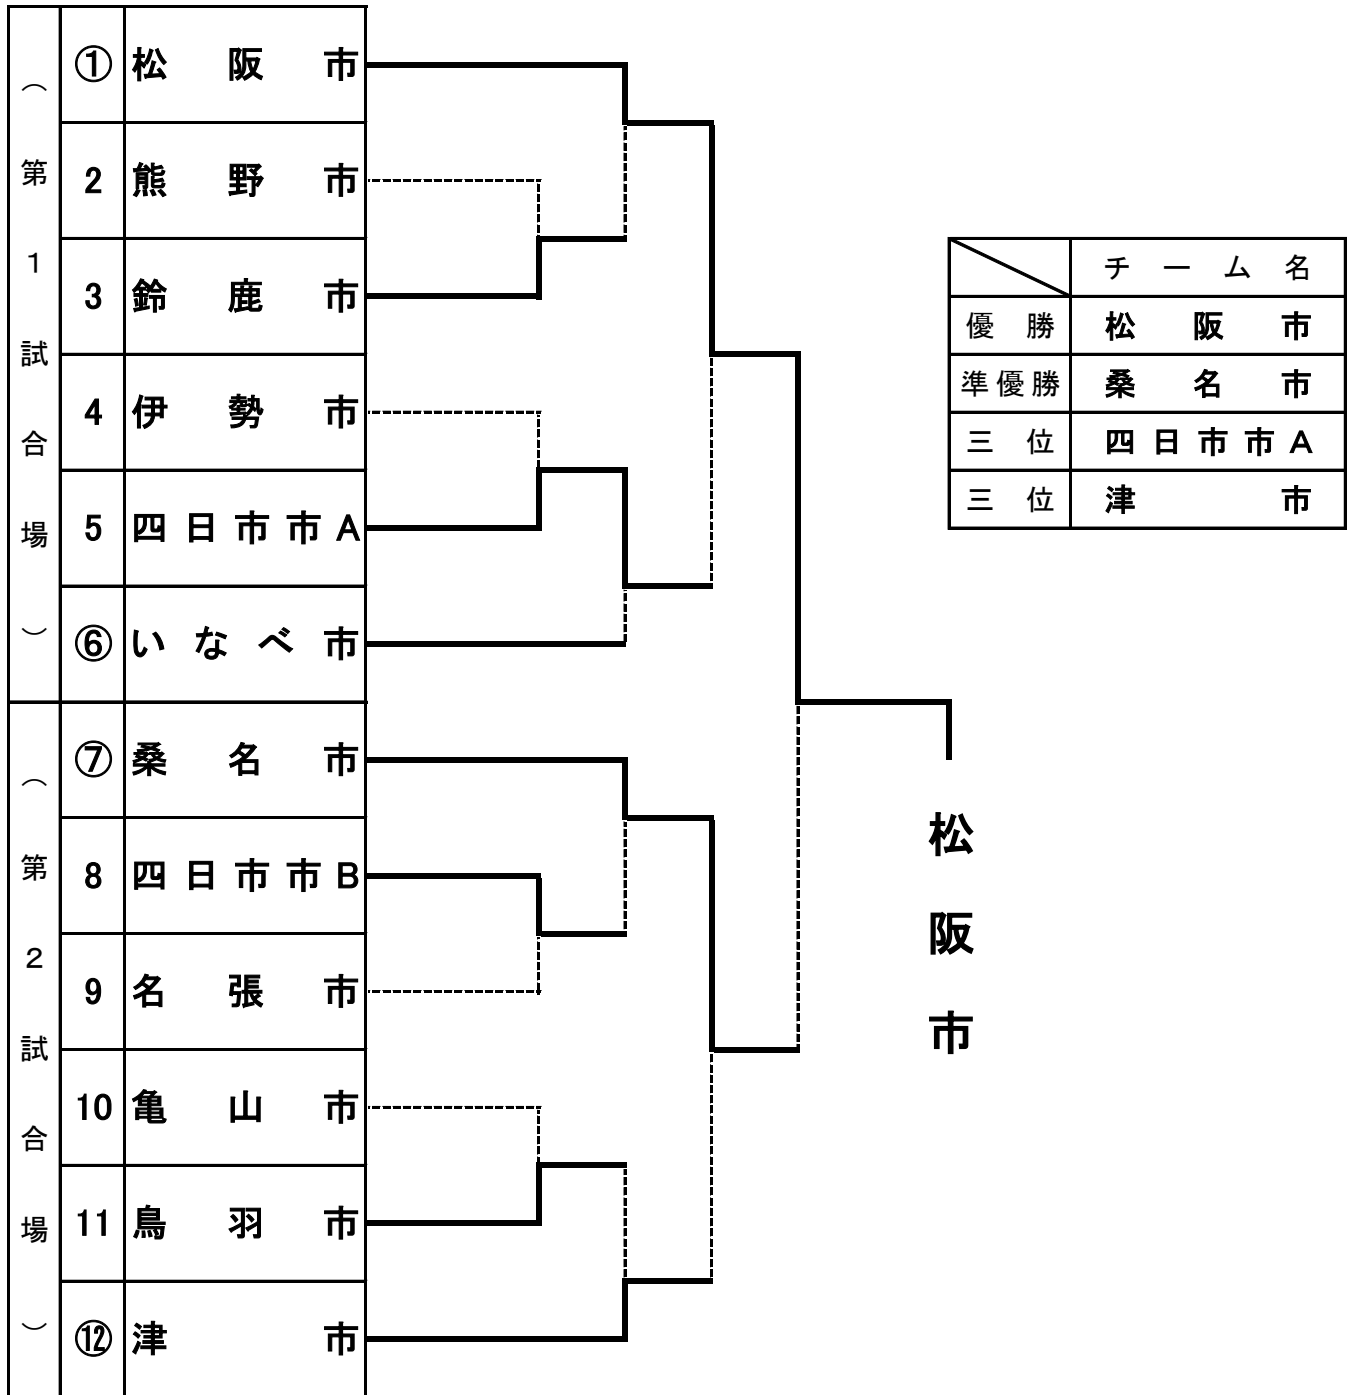 （第１試合場）
① 松阪市
2 熊野市
3 鈴鹿市
4 伊勢市
5 四日市市A
⑥ いなべ市
（第２試合場）
⑦ 桑名市
8 四日市市B
9 名張市
10 亀山市
11 鳥羽市
⑫ 津市
チーム名
優勝 松阪市
準優勝 桑名市
三位 四日市市A
三位 津市
松阪市